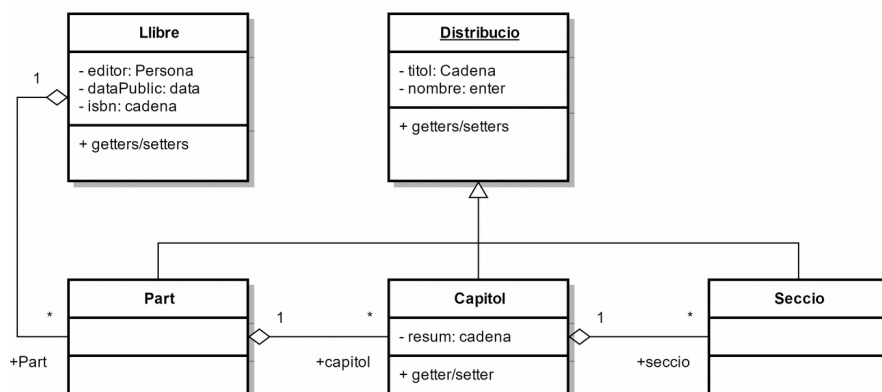 Llibre
- editor: Persona
- dataPublic: data
- isbn: cadena
+ getters/setters
Distribucio
- titol: Cadena
- nombre: enter
+ getters/setters
1
*
+Part
Part
1
*
+capitol
Capitol
- resum: cadena
+ getter/setter
1
*
+seccio
Seccio